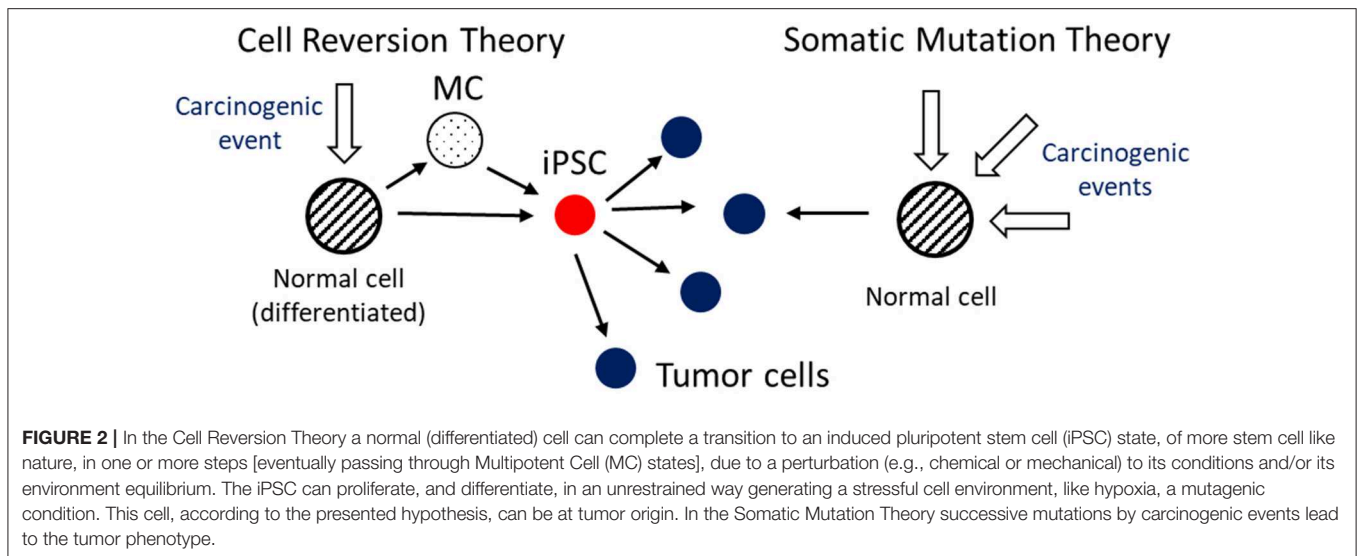 Cell Reversion Theory
Somatic Mutation Theory
Carcinogenic
event
MC
iPSC
Normal cell
(differentiated)
Carcinogenic
events
Normal cell
Tumor cells
FIGURE 2 | In the Cell Reversion Theory a normal (differentiated) cell can complete a transition to an induced pluripotent stem cell (iPSC) state, of more stem cell like
nature, in one or more steps [eventually passing through Multipotent Cell (MC) states], due to a perturbation (e.g., chemical or mechanical) to its conditions and/or its
environment equilibrium. The iPSC can proliferate, and differentiate, in an unrestrained way generating a stressful cell environment, like hypoxia, a mutagenic
condition. This cell, according to the presented hypothesis, can be at tumor origin. In the Somatic Mutation Theory successive mutations by carcinogenic events lead
to the tumor phenotype.